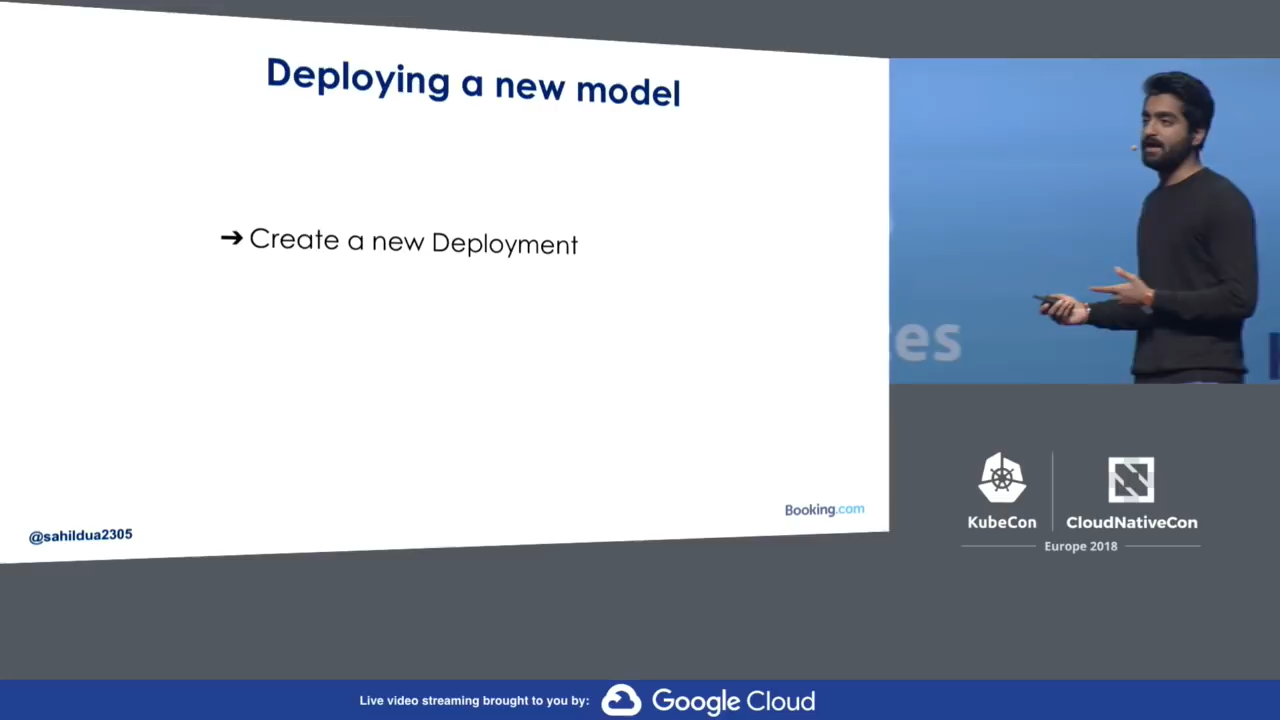 Deploying a new model
➔ Create a new Deployment
@sahildua2305
Booking.com
es
KubeCon
CloudNativeCon
Europe 2018
Live video streaming brought to you by: Google Cloud